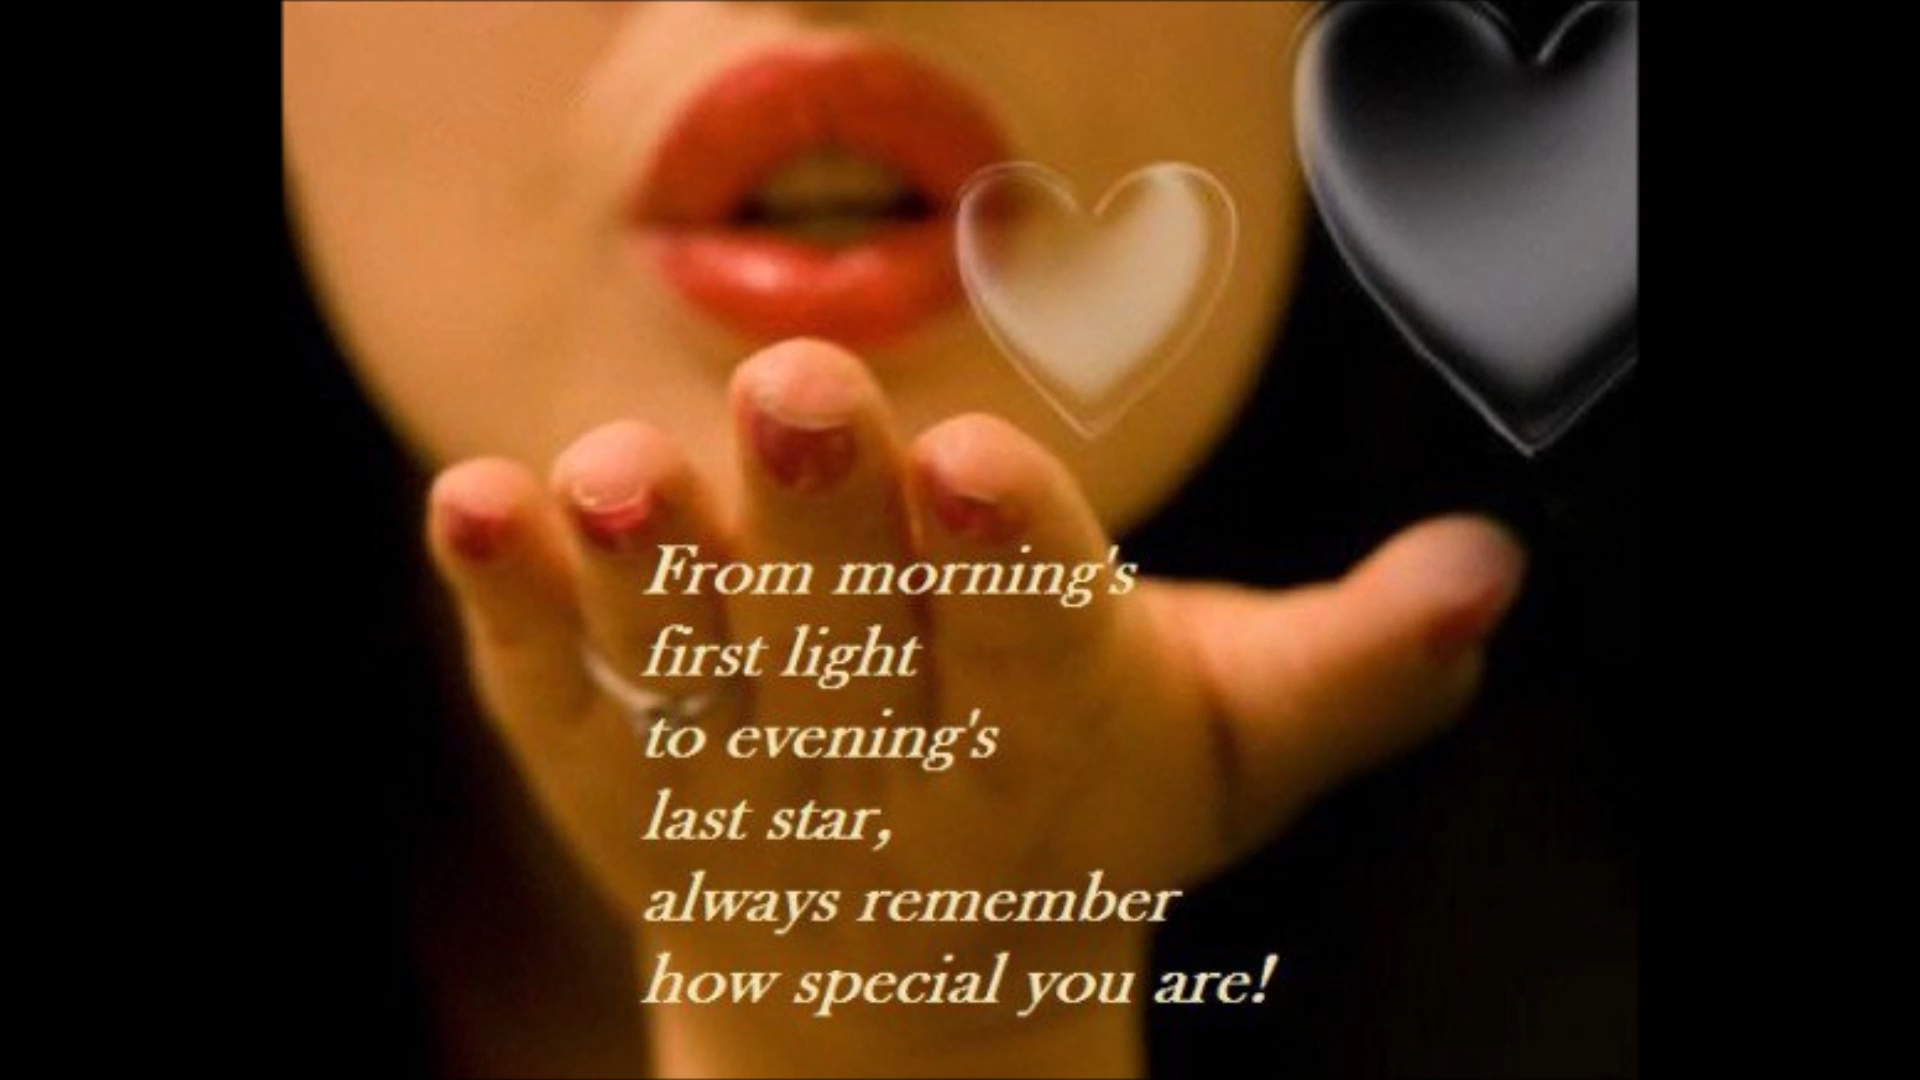 From morning's
first light
to evening's
last star,
always remember
how special you are!